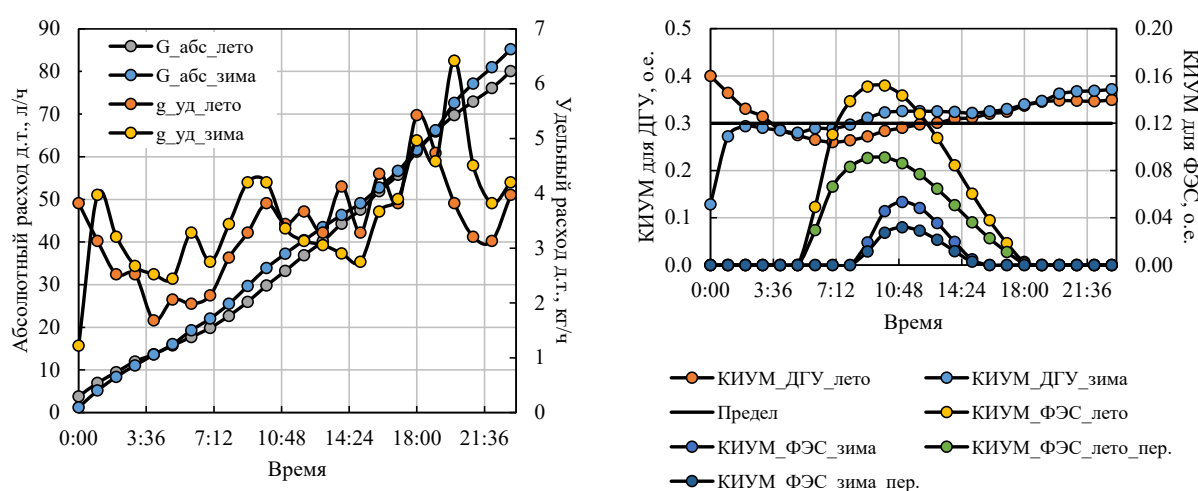 Абсолютный расход д.т., л/ч
90
80
70
60
50
40
30
20
10
0
G_абс_лето
G_абс_зима
g_уд_лето
g_уд_зима
7
6
5
4
3
2
1
0
Удельный расход д.т., кг/ч
0:00 3:36 7:12 10:48 14:24 18:00 21:36
Время
КИУМ для ДГУ, о.е.
0.5
0.4
0.3
0.2
0.1
0.0
0.20
0.16
0.12
0.08
0.04
0.00
КИУМ для ФЭС, о.е.
0:00 3:36 7:12 10:48 14:24 18:00 21:36
Время
КИУМ_ДГУ_лето КИУМ_ДГУ_зима
Предел КИУМ_ФЭС_лето
КИУМ_ФЭС_зима КИУМ_ФЭС_лето_пер.
КИУМ_ФЭС_зима_пер.